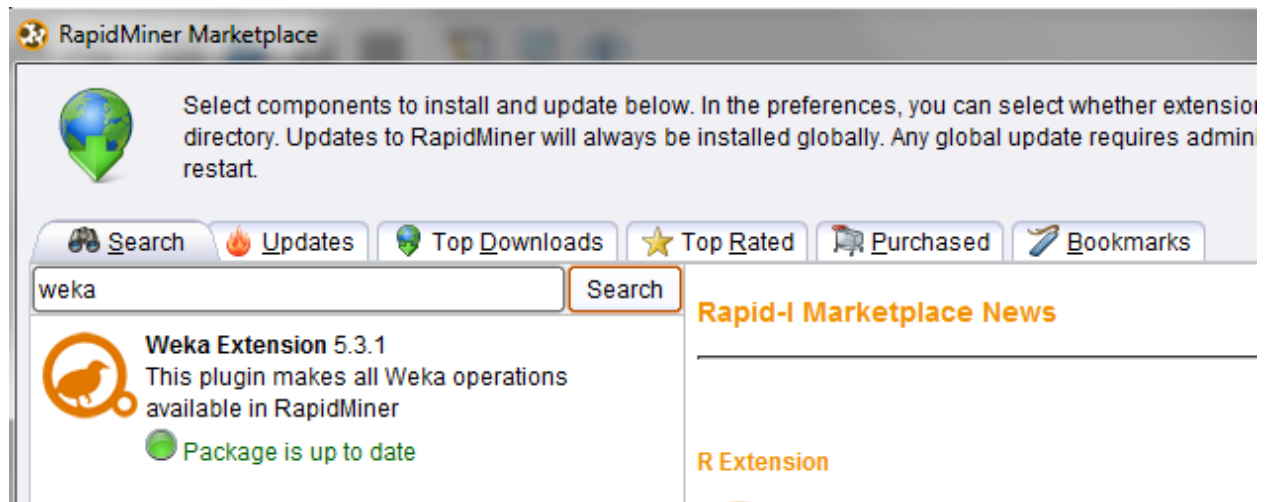 RapidMiner Marketplace
Select components to install and update below. In the preferences, you can select whether extension
directory. Updates to RapidMiner will always be installed globally. Any global update requires admini
restart.
Search Updates Top Downloads Top Rated Purchased Bookmarks
weka Search
Rapid-I Marketplace News
Weka Extension 5.3.1
This plugin makes all Weka operations
available in RapidMiner
Package is up to date
R Extension